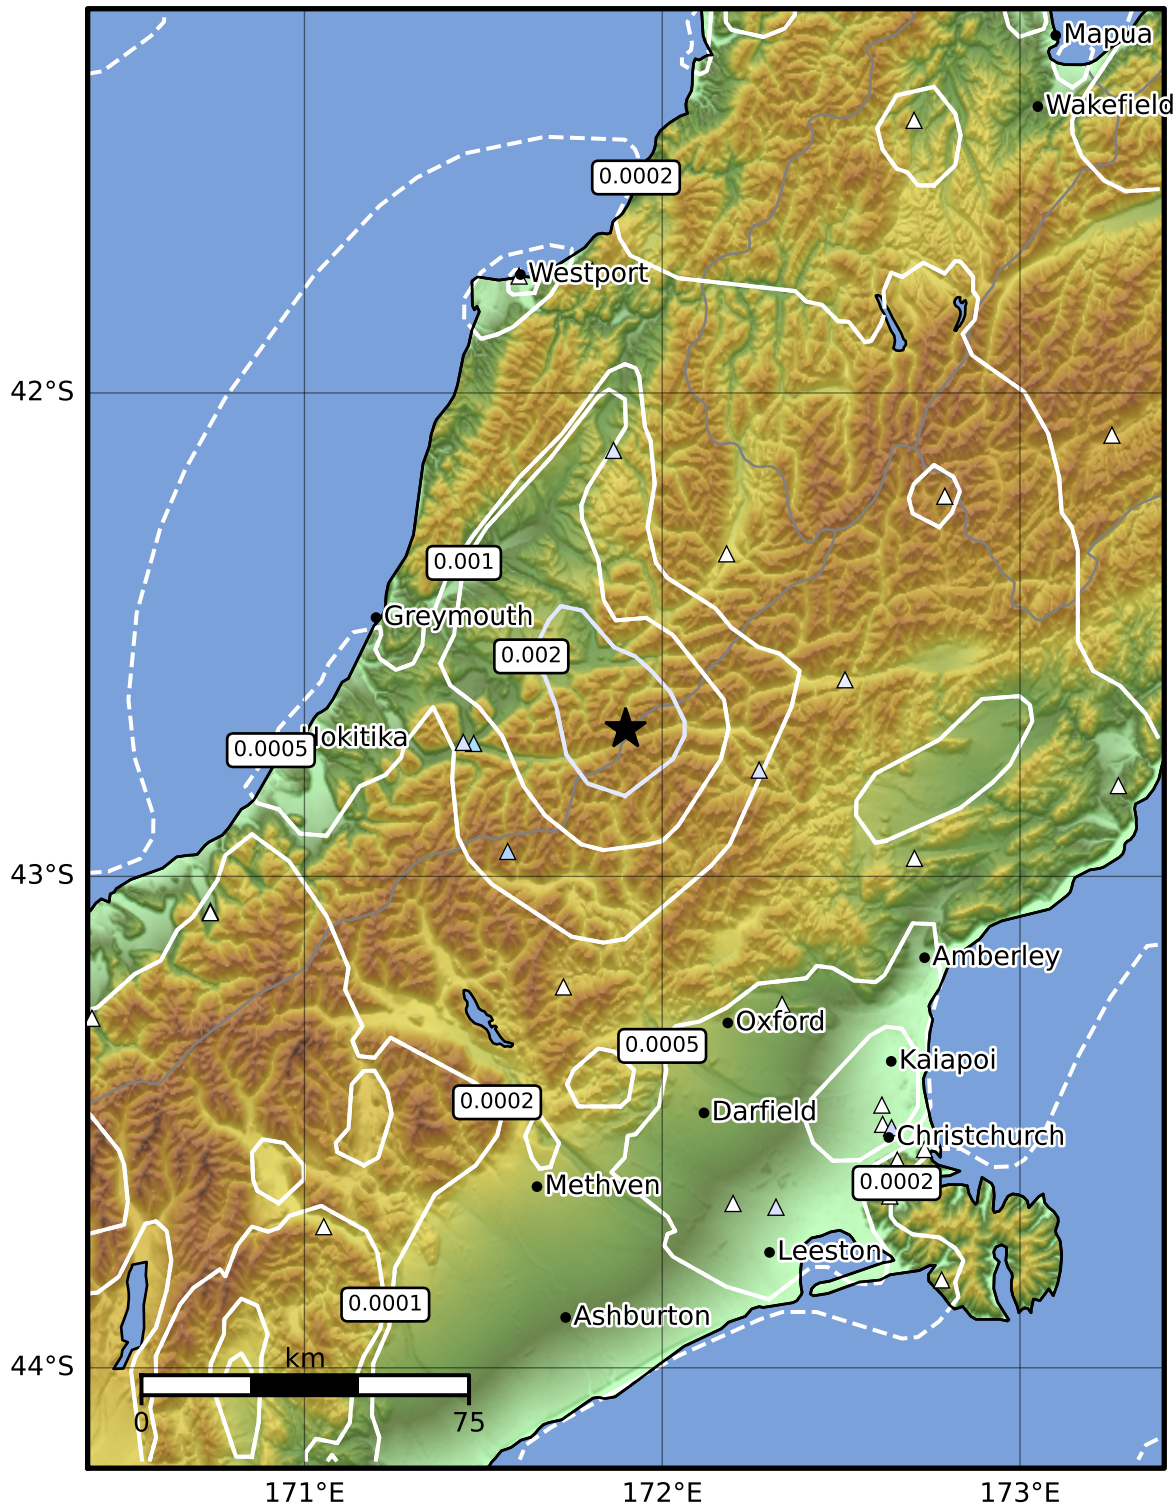 Mapua
Wakefield
0.0002
Westport
42°S
0.001
Greymouth
0.002
Hokitika
0.0005
43°S
Amberley
Oxford
0.0005
Kaiapoi
0.0002
Darfield
Christchurch
Methven
0.0002
Leeston
0.0001
Ashburton
km
44°S
0 75
171°E 172°E 173°E